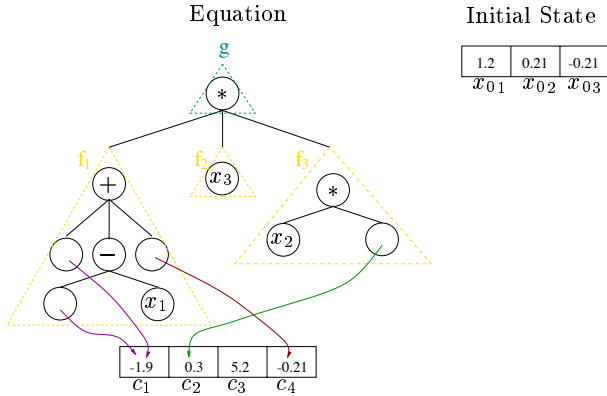 Equation
Initial State
g
1.2 0.21 -0.21
x01 x02 x03
*
f1 f2 f3
+ x3 *
− x2
x1
-1.9 0.3 5.2 -0.21
c1 c2 c3 c4